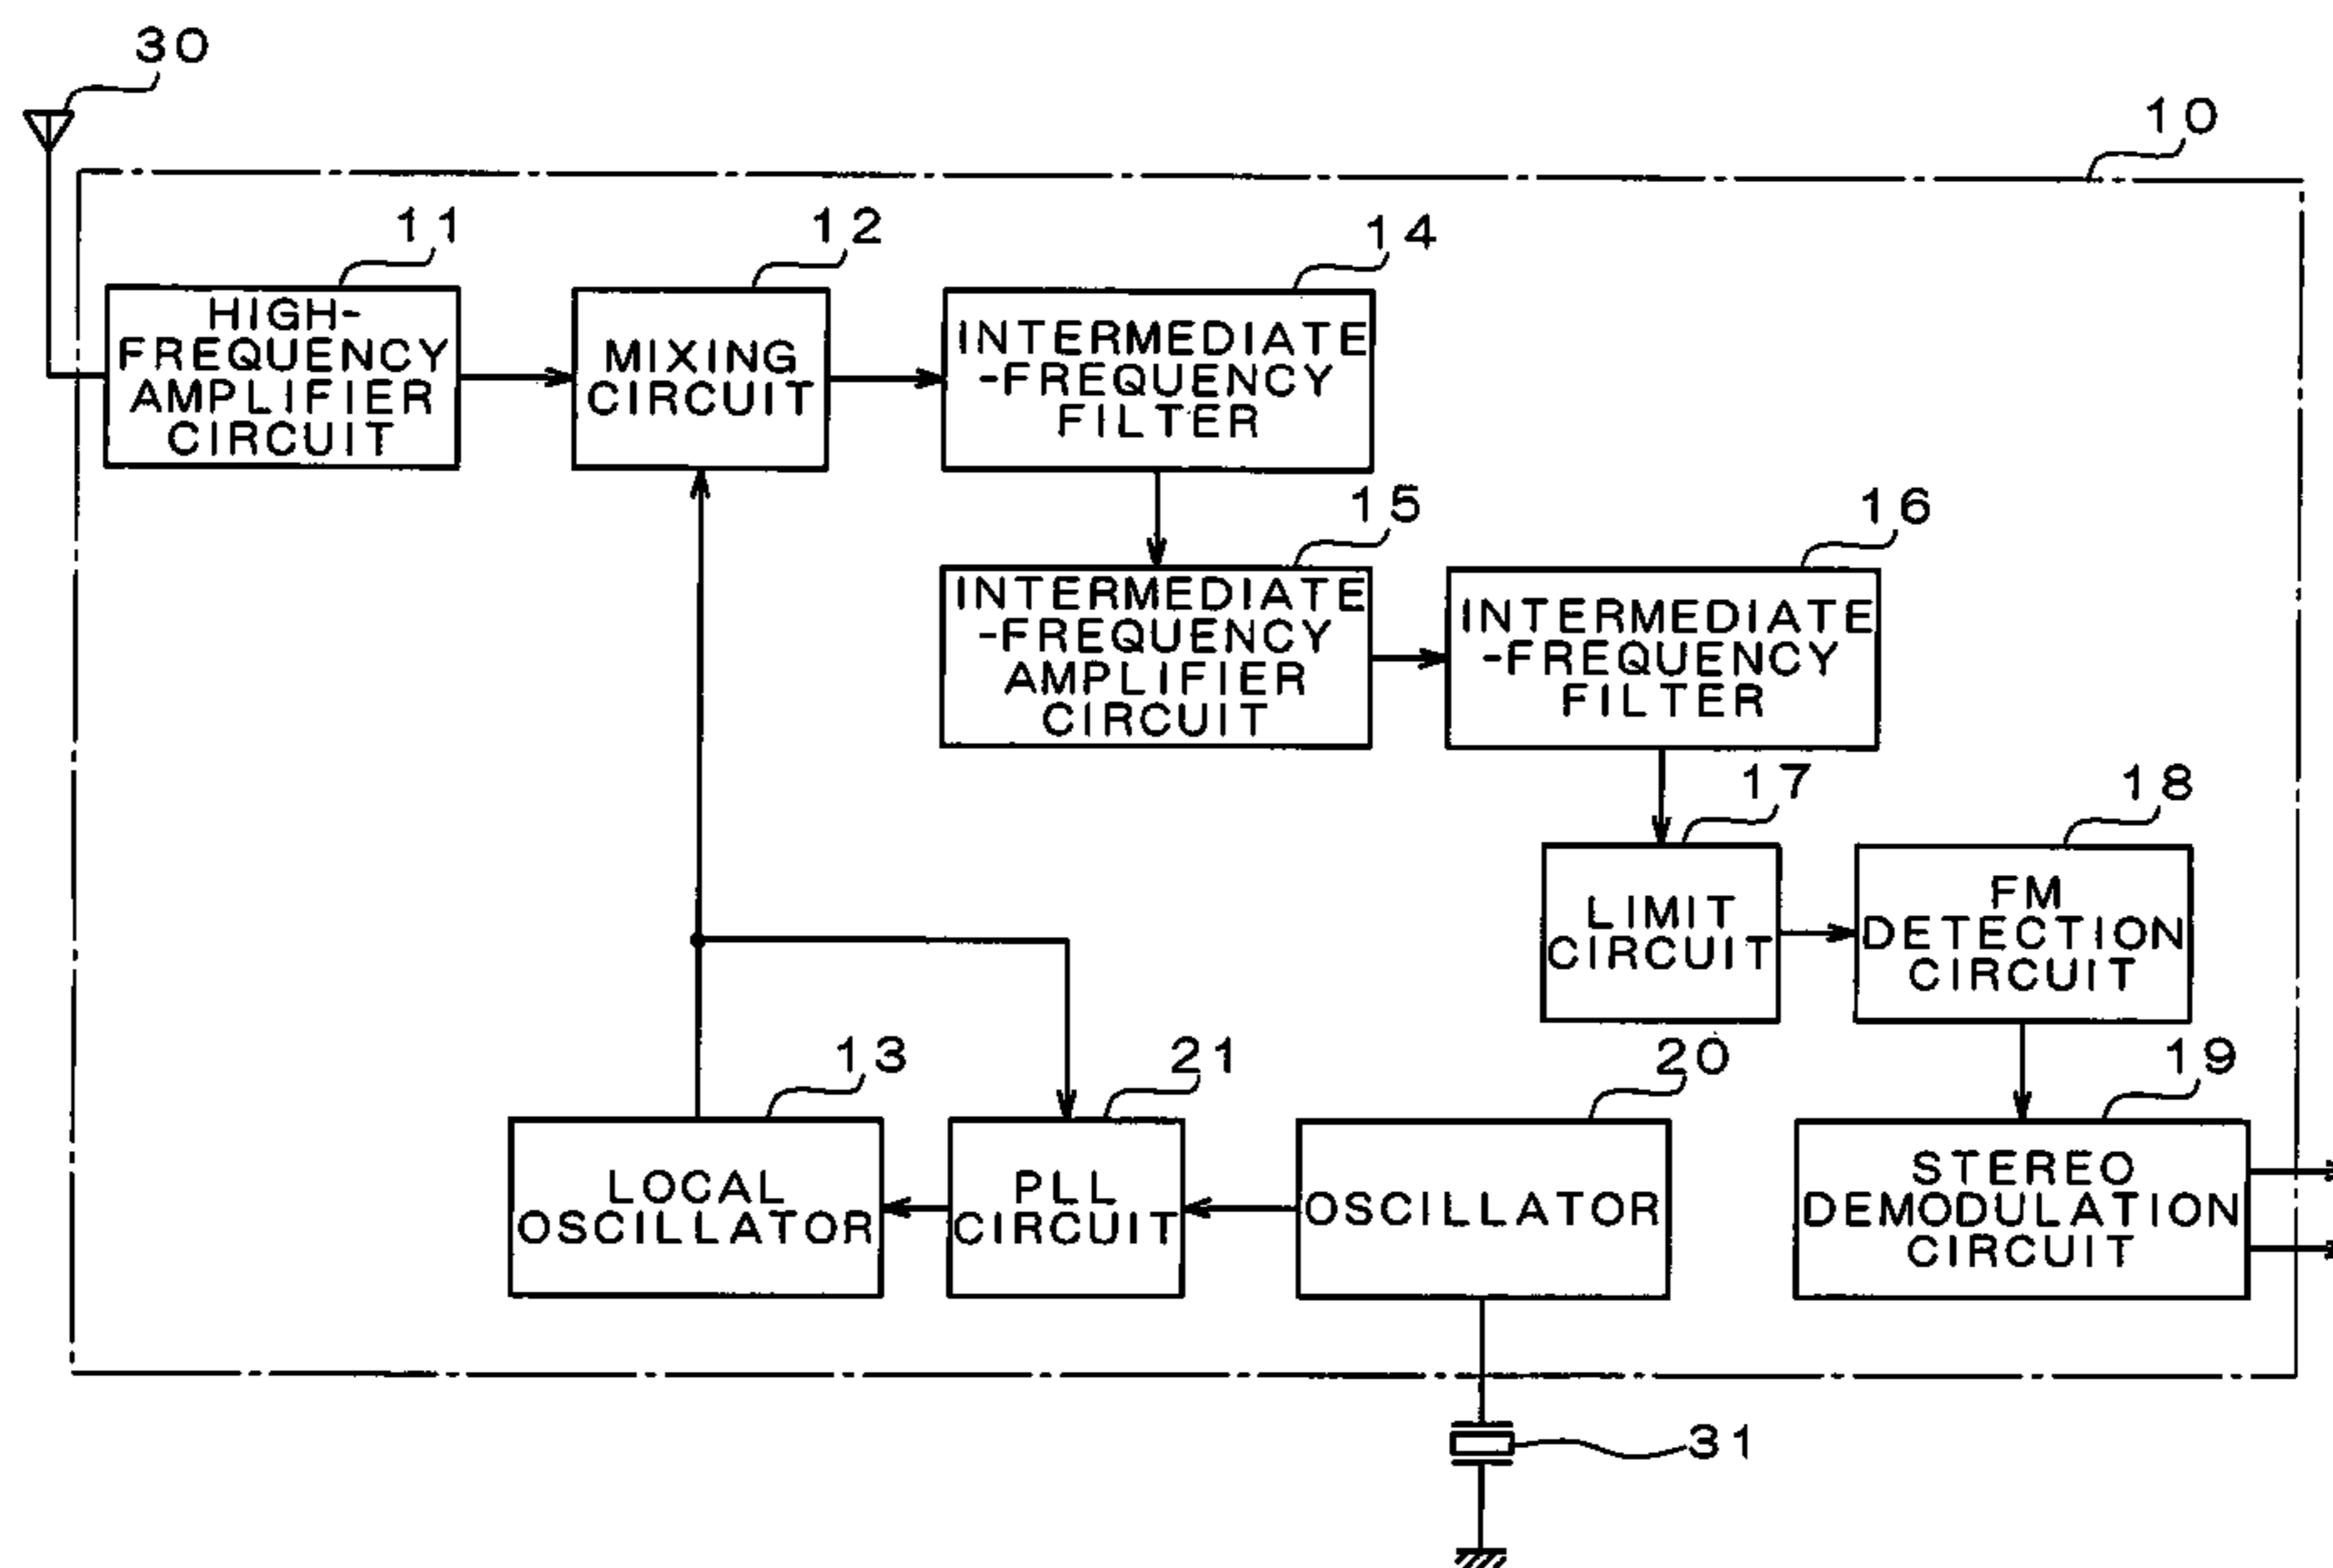 30
10
11
12
14
HIGH-
FREQUENCY
AMPLIFIER
CIRCUIT
MIXING
CIRCUIT
INTERMEDIATE
-FREQUENCY
FILTER
15
16
INTERMEDIATE
-FREQUENCY
AMPLIFIER
CIRCUIT
INTERMEDIATE
-FREQUENCY
FILTER
17
18
LIMIT
CIRCUIT
FM
DETECTION
CIRCUIT
13
21
20
19
LOCAL
OSCILLATOR
PLL
CIRCUIT
OSCILLATOR
STEREO
DEMODULATION
CIRCUIT
31